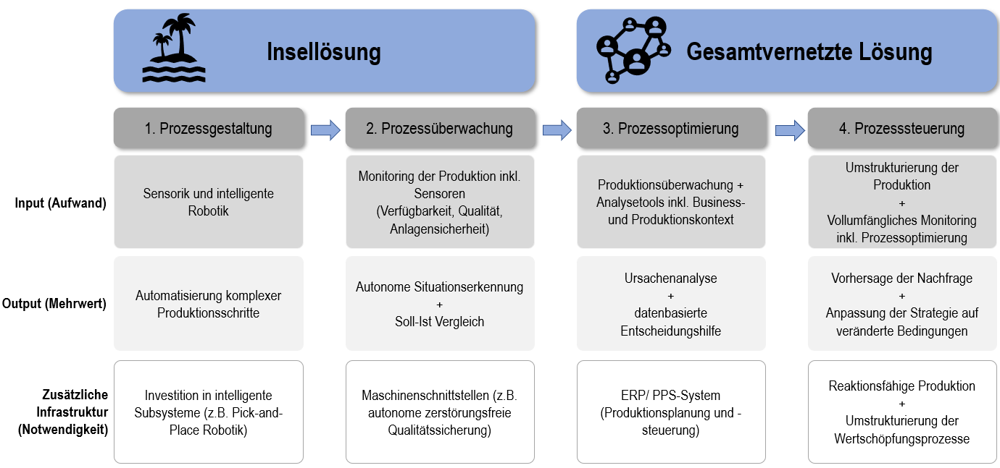 Insellösung
Gesamtvernetzte Lösung
1. Prozessgestaltung
2. Prozessüberwachung
3. Prozessoptimierung
4. Prozesssteuerung
Input (Aufwand)
Sensorik und intelligente
Robotik
Monitoring der Produktion inkl.
Sensoren
(Verfügbarkeit, Qualität,
Anlagensicherheit)
Produktionsüberwachung +
Analysetools inkl. Business-
und Produktionskontext
Umstrukturierung der
Produktion
+
Vollumfängliches Monitoring
inkl. Prozessoptimierung
Output (Mehrwert)
Automatisierung komplexer
Produktionsschritte
Autonome Situationserkennung
+
Soll-Ist Vergleich
Ursachenanalyse
+
datenbasierte
Entscheidungshilfe
Vorhersage der Nachfrage
+
Anpassung der Strategie auf
veränderte Bedingungen
Zusätzliche
Infrastruktur
(Notwendigkeit)
Investition in intelligente
Subsysteme (z.B. Pick-and-
Place Robotik)
Maschinenschnittstellen (z.B.
autonome zerstörungsfreie
Qualitätssicherung)
ERP/ PPS-System
(Produktionsplanung und -
steuerung)
Reaktionsfähige Produktion
+
Umstrukturierung der
Wertschöpfungsprozesse